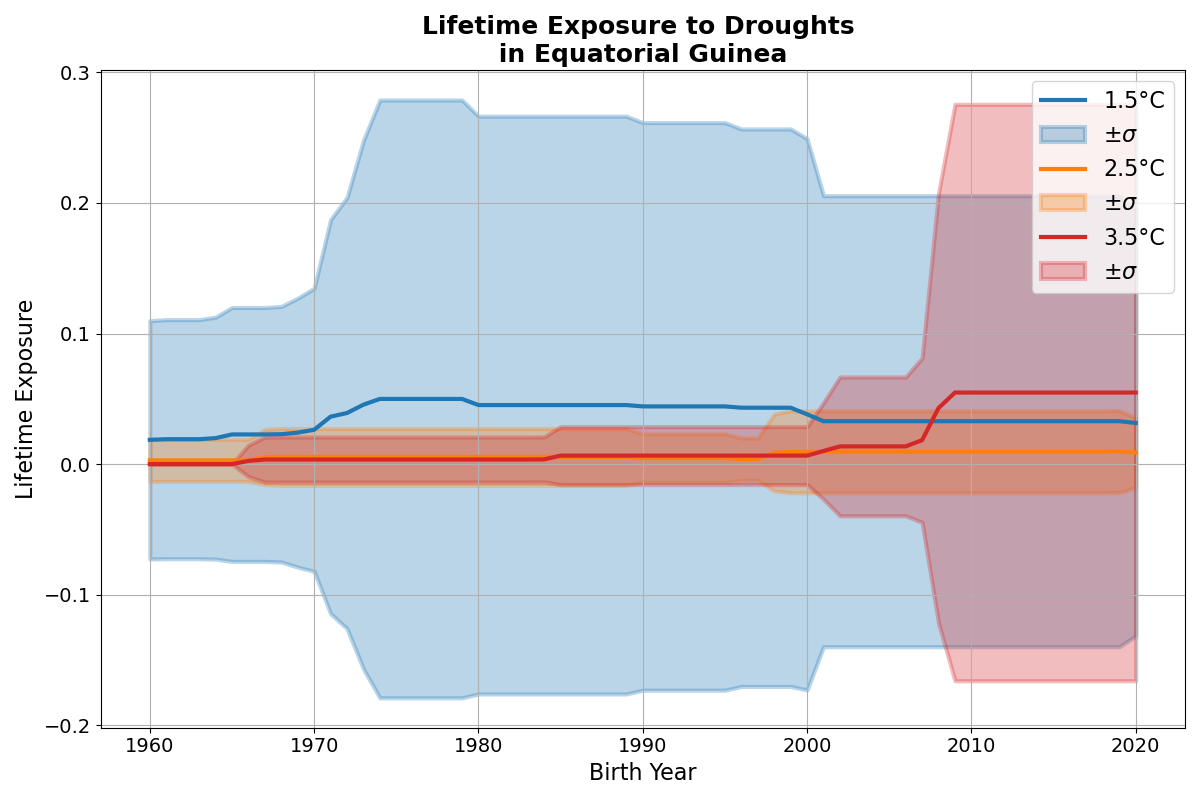 Lifetime Exposure to Droughts
in Equatorial Guinea
0.3
0.2
0.1
0.0
−0.1
−0.2
Lifetime Exposure
1.5°C
±σ
2.5°C
±σ
3.5°C
±σ
1960
1970
1980
1990
2000
2010
2020
Birth Year